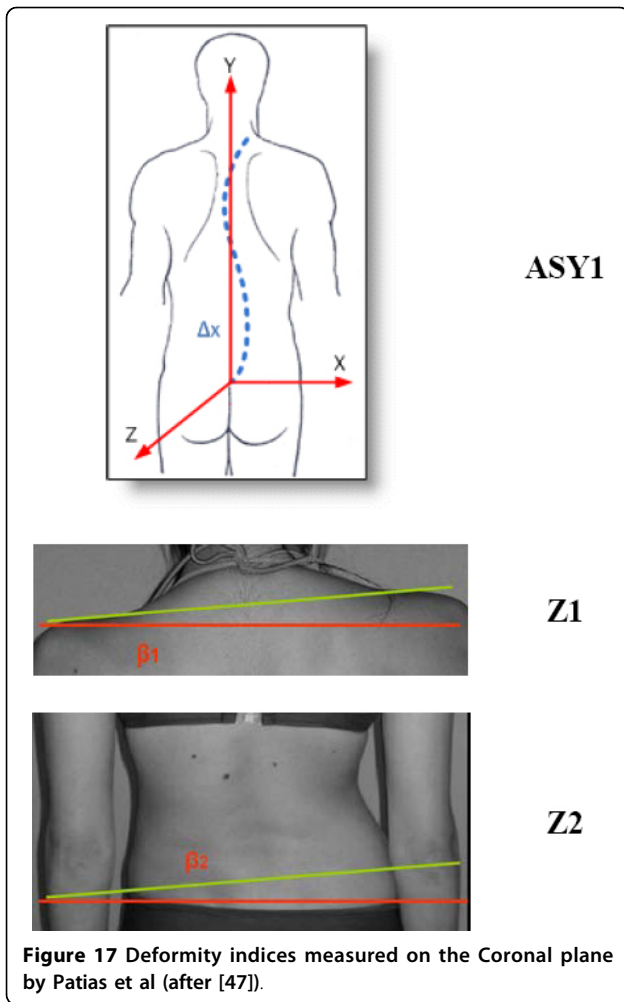 Y
ASY1
Δx
X
Z
Z1
β1
Z2
β2
Figure 17 Deformity indices measured on the Coronal plane
by Patias et al (after [47]).